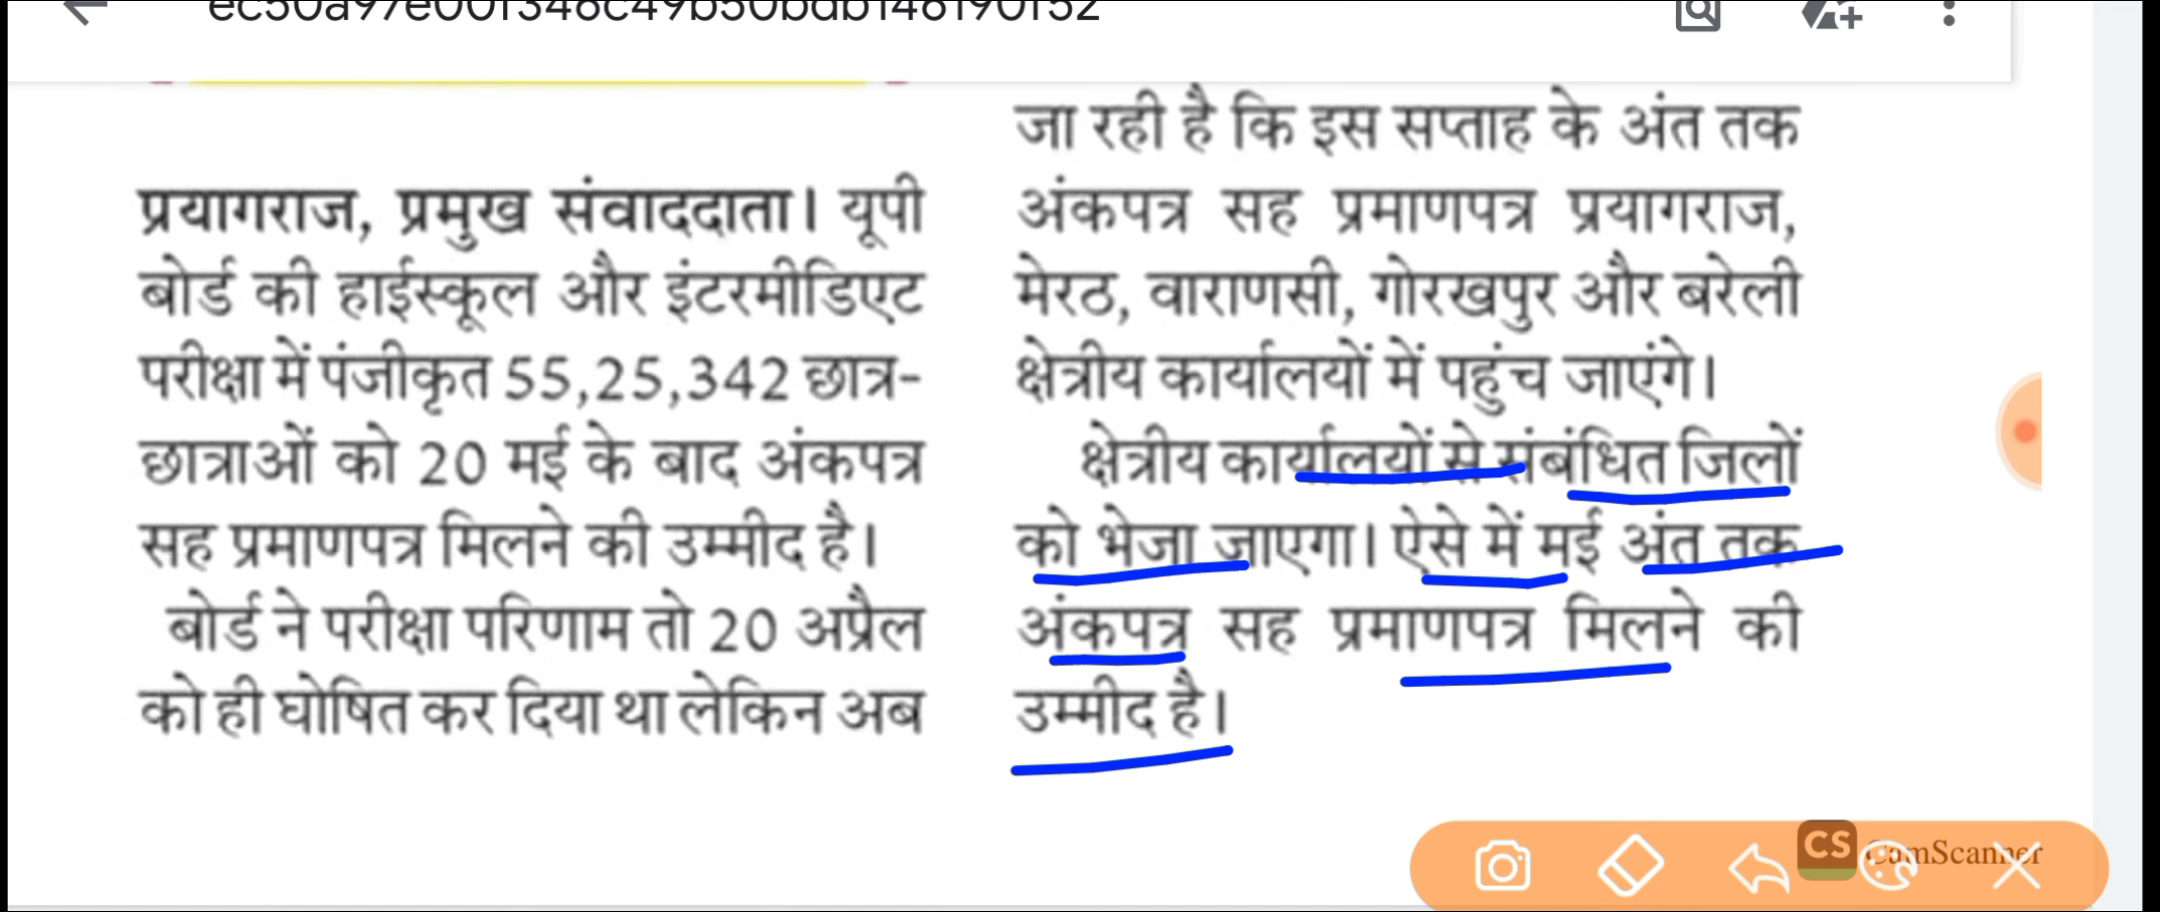 प्रयागराज, प्रमुख संवाददाता। यूपी
बोर्ड की हाईस्कूल और इंटरमीडिएट
परीक्षा में पंजीकृत 55,25,342 छात्र-
छात्राओं को 20 मई के बाद अंकपत्र
सह प्रमाणपत्र मिलने की उम्मीद है।
बोर्ड ने परीक्षा परिणाम तो 20 अप्रैल
को ही घोषित कर दिया था लेकिन अब
जा रही है कि इस सप्ताह के अंत तक
अंकपत्र सह प्रमाणपत्र प्रयागराज,
मेरठ, वाराणसी, गोरखपुर और बरेली
क्षेत्रीय कार्यालयों में पहुंच जाएंगे।
क्षेत्रीय कार्यालयों से संबंधित जिलों
को भेजा जाएगा। ऐसे में मई अंत तक
अंकपत्र सह प्रमाणपत्र मिलने की
उम्मीद है।
CS CamScanner